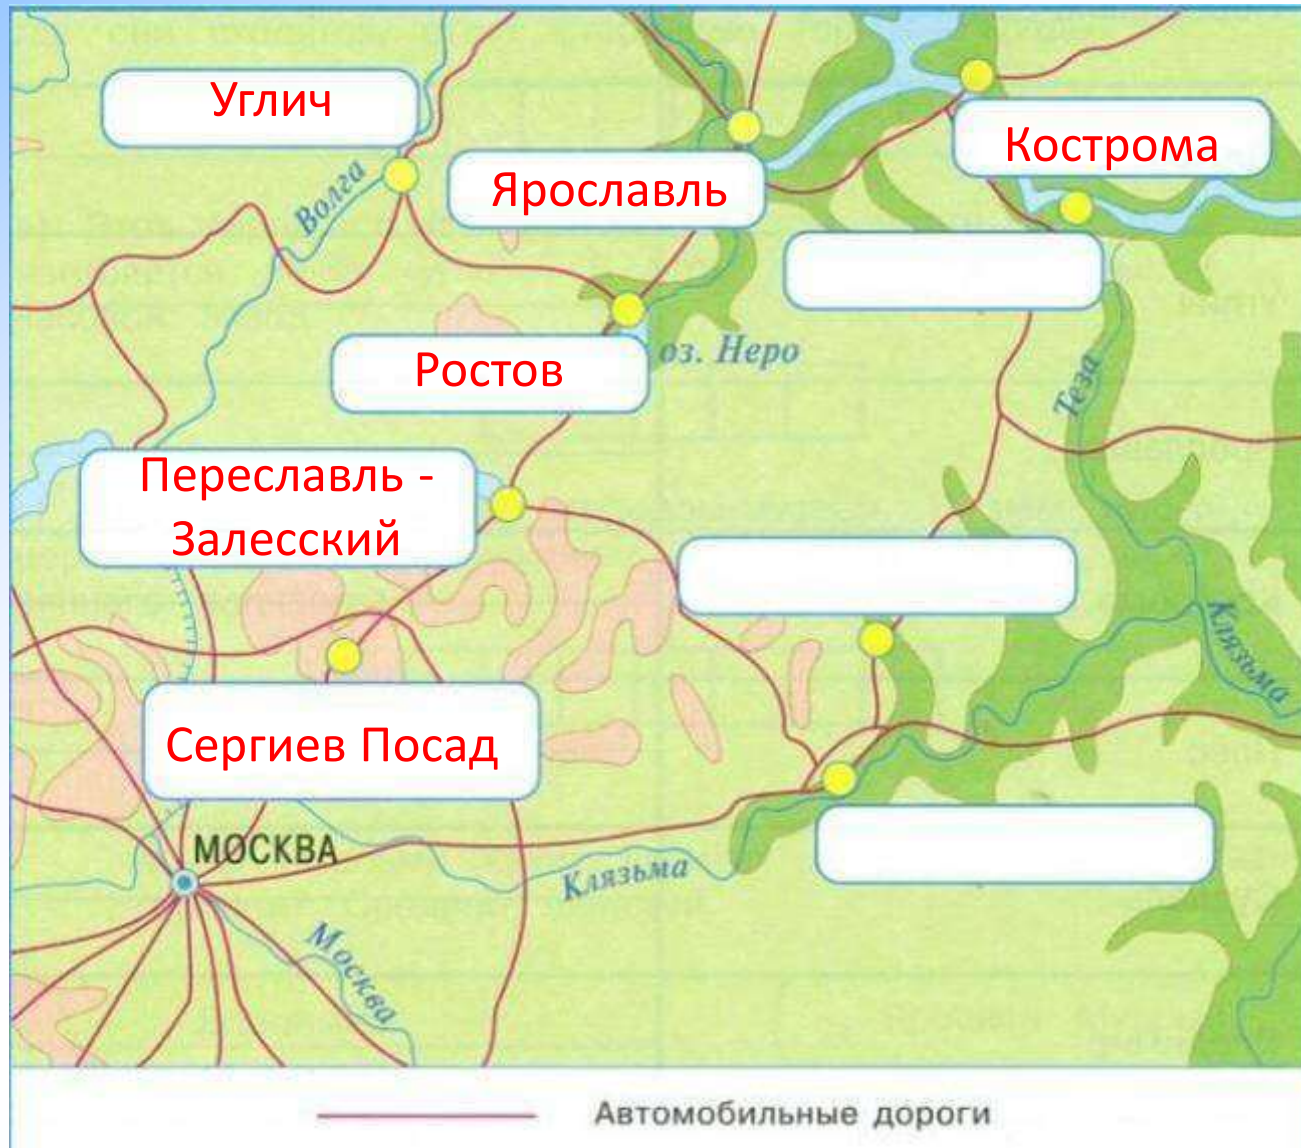 Углич
Кострома
Ярославль
Волга
Ростов
оз. Неро
Теза
Переславль -
Залесский
Клязьма
Сергиев Посад
МОСКВА
Клязьма
Москва
Автомобильные дороги